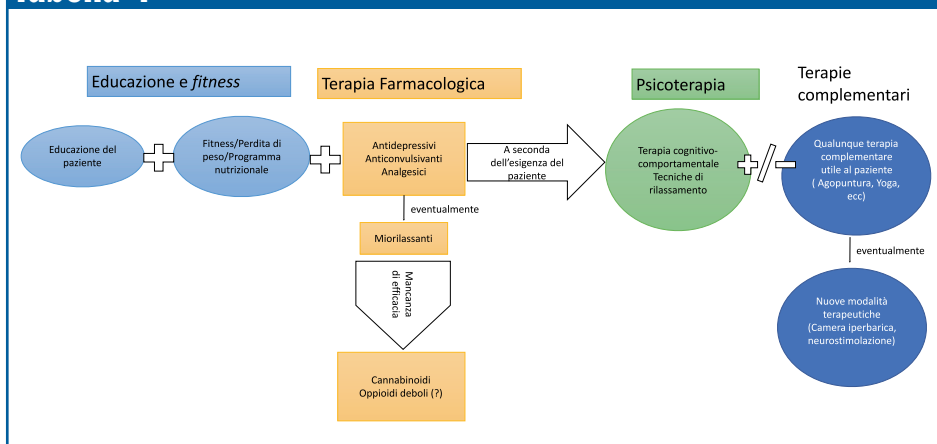 Educazione e fitness
Terapia Farmacologica
Psicoterapia
Terapie
complementari
Educazione del
paziente
Fitness/Perdita di
peso/Programma
nutrizionale
Antidepressivi
Anticonvulsivanti
Analgesici
A seconda
dell'esigenza del
paziente
Terapia cognitivo-
comportamentale
Tecniche di
rilassamento
Qualunque terapia
complementare
utile al paziente
( Agopuntura, Yoga,
ecc)
eventualmente
Miorilassanti
Mancanza
di efficacia
Cannabinoidi
Oppioidi deboli (?)
eventualmente
Nuove modalità
terapeutiche
(Camera iperbarica,
neurostimolazione)